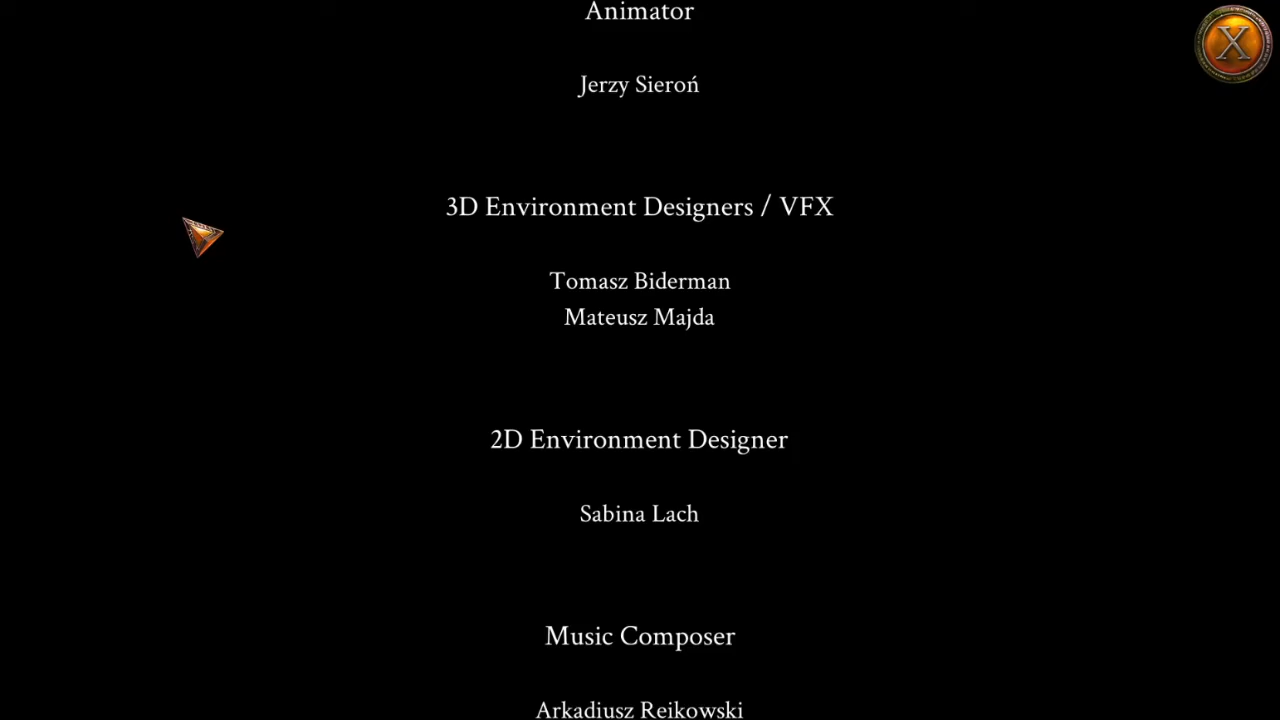 Animator
X
Jerzy Sieroń
3D Environment Designers / VFX
Tomasz Biderman
Mateusz Majda
2D Environment Designer
Sabina Lach
Music Composer
Arkadiusz Reikowski